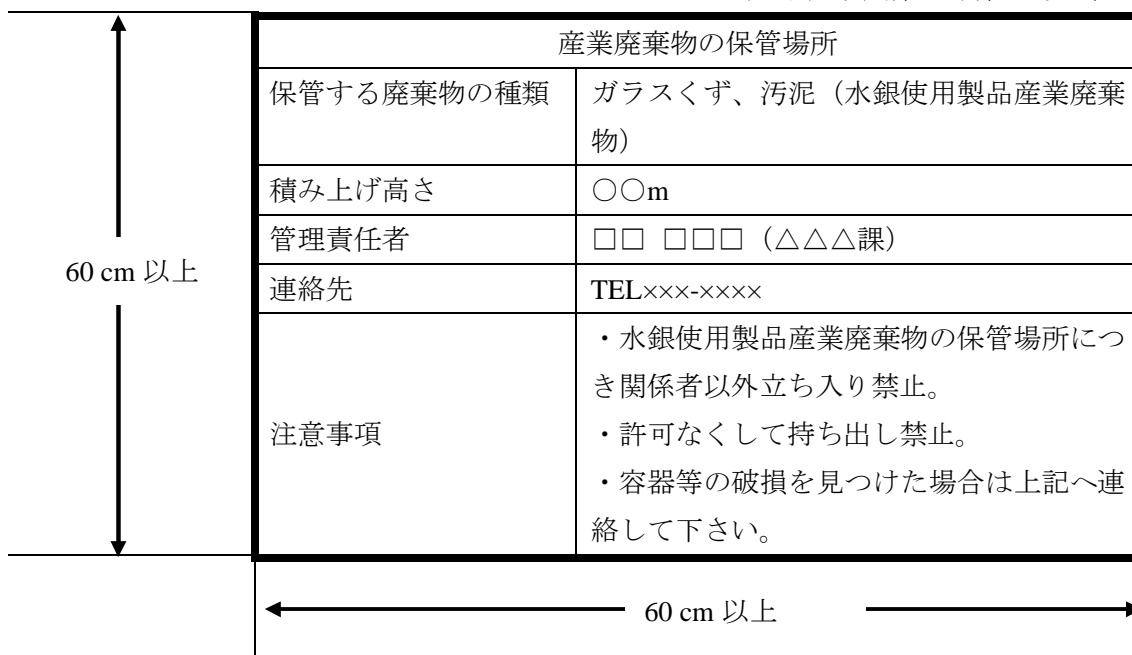 産業廃棄物の保管場所
保管する廃棄物の種類
ガラスくず、汚泥（水銀使用製品産業廃棄
物）
積み上げ高さ
○○m
管理責任者
□□ □□□（△△△課）
連絡先
TEL×××-××××
注意事項
・水銀使用製品産業廃棄物の保管場所につ
き関係者以外立ち入り禁止。
・許可なくして持ち出し禁止。
・容器等の破損を見つけた場合は上記へ連
絡して下さい。
60 cm 以上
60 cm 以上